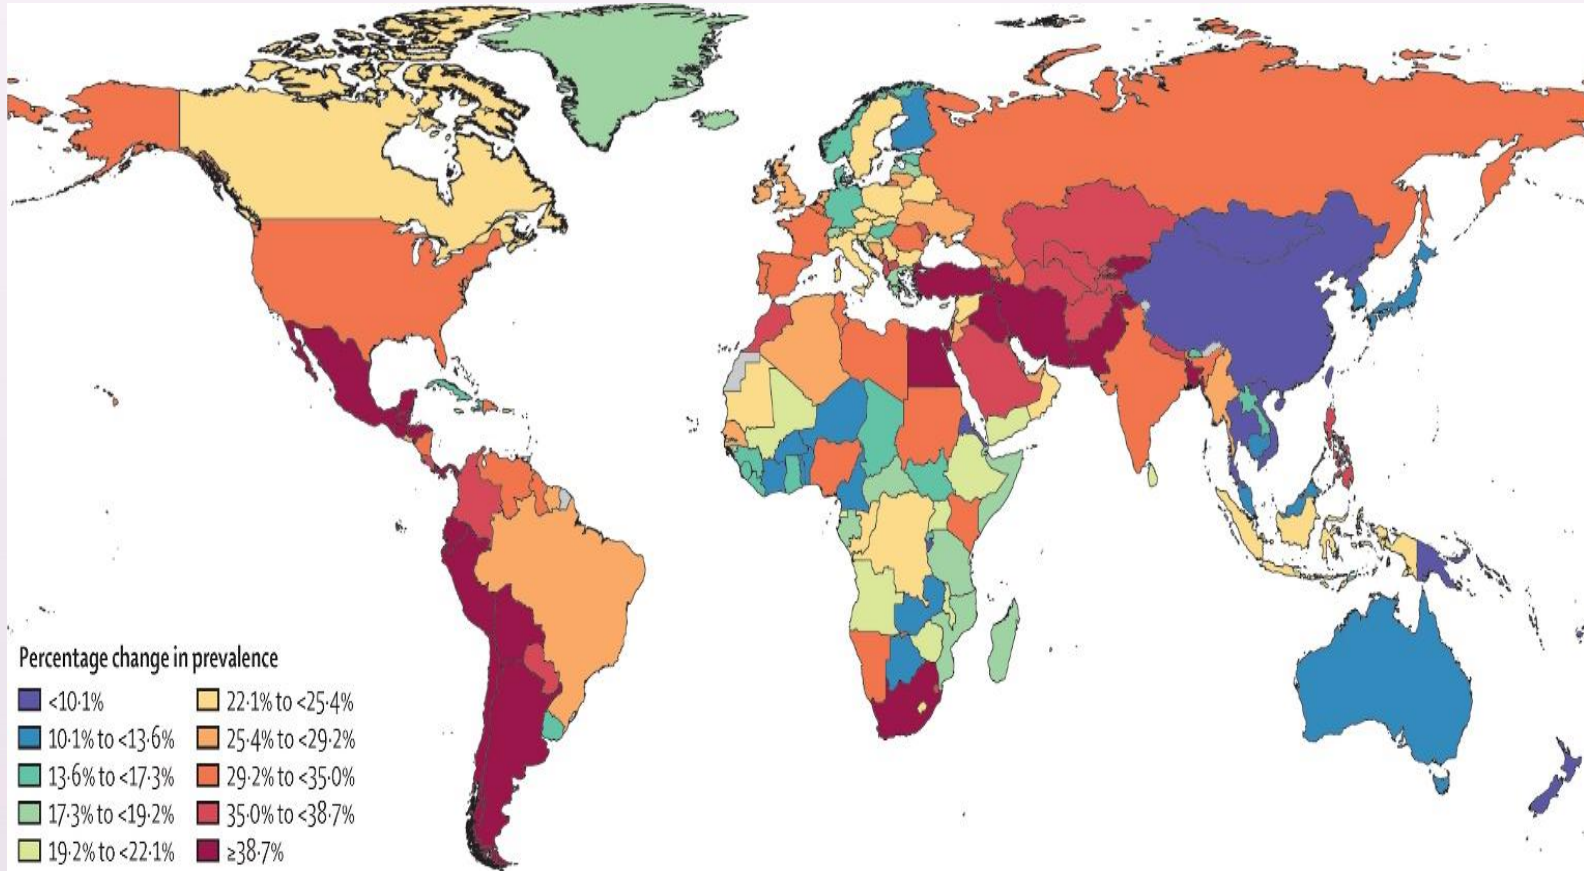 Percentage change in prevalence
<10·1%
10·1% to <13·6%
13·6% to <17·3%
17·3% to <19·2%
19·2% to <22·1%
22·1% to <25·4%
25·4% to <29·2%
29·2% to <35·0%
35·0% to <38·7%
≥38·7%